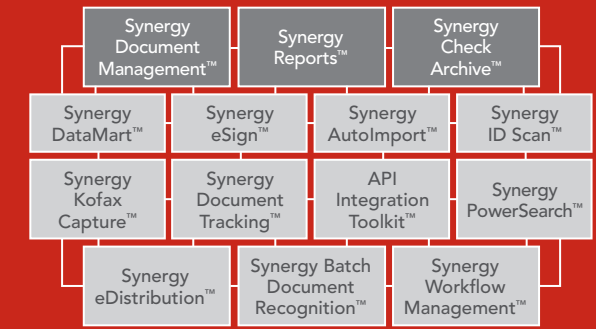 Synergy
Document
Management™
Synergy
Reports™
Synergy
Check
Archive™
Synergy
DataMart™
Synergy
eSign™
Synergy
AutoImport™
Synergy
ID Scan™
Synergy
Kofax
Capture™
Synergy
Document
Tracking™
API
Integration
Toolkit™
Synergy
PowerSearch™
Synergy
eDistribution™
Synergy Batch
Document
Recognition™
Synergy
Workflow
Management™